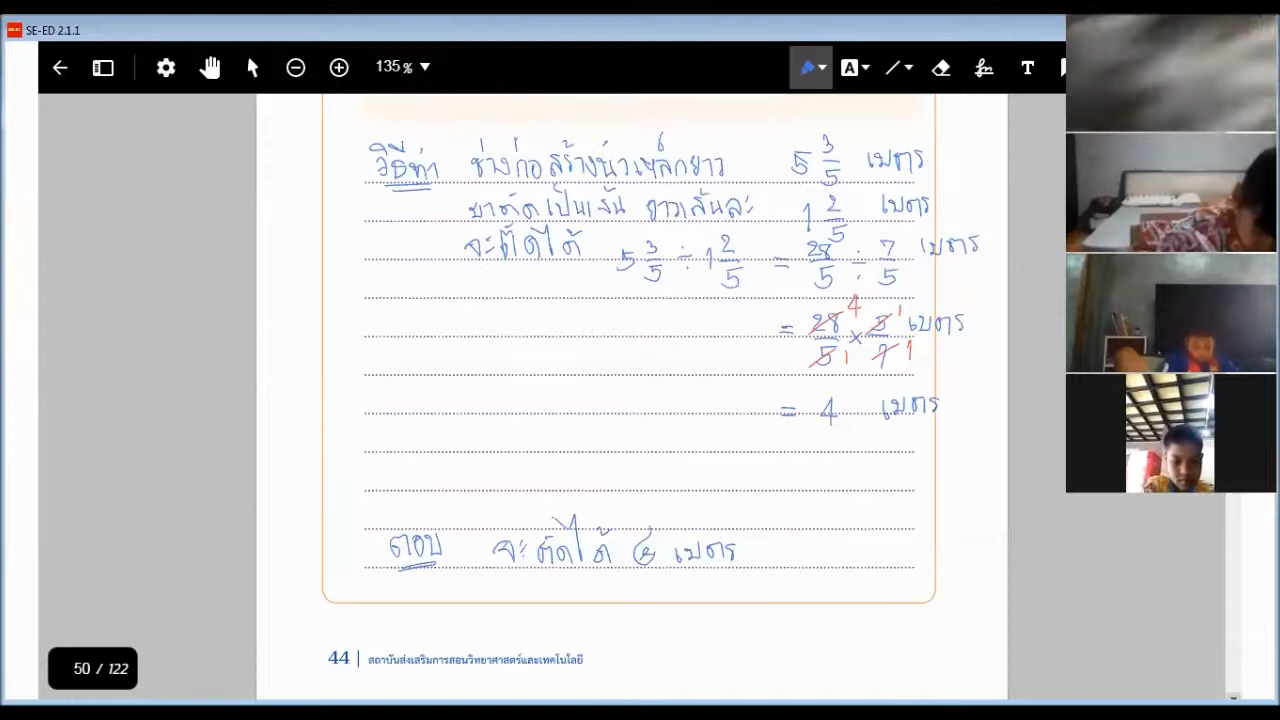 SE-ED 2.1.1
135 %
A
T
วิธีทำ ช่างก่อสร้างนำเหล็กยาว 5 3/5 เมตร
มาตัดเป็นเส้น ยาวเส้นละ 1 2/5 เมตร
จะตัดได้ 5 3/5 ÷ 1 2/5 = 28/5 ÷ 7/5 เมตร
4 1
= 28/5 × 5/7 เมตร
1 1
= 4 เมตร
ตอบ จะตัดได้ ๔ เมตร
44 | สถาบันส่งเสริมการสอนวิทยาศาสตร์และเทคโนโลยี
50 / 122